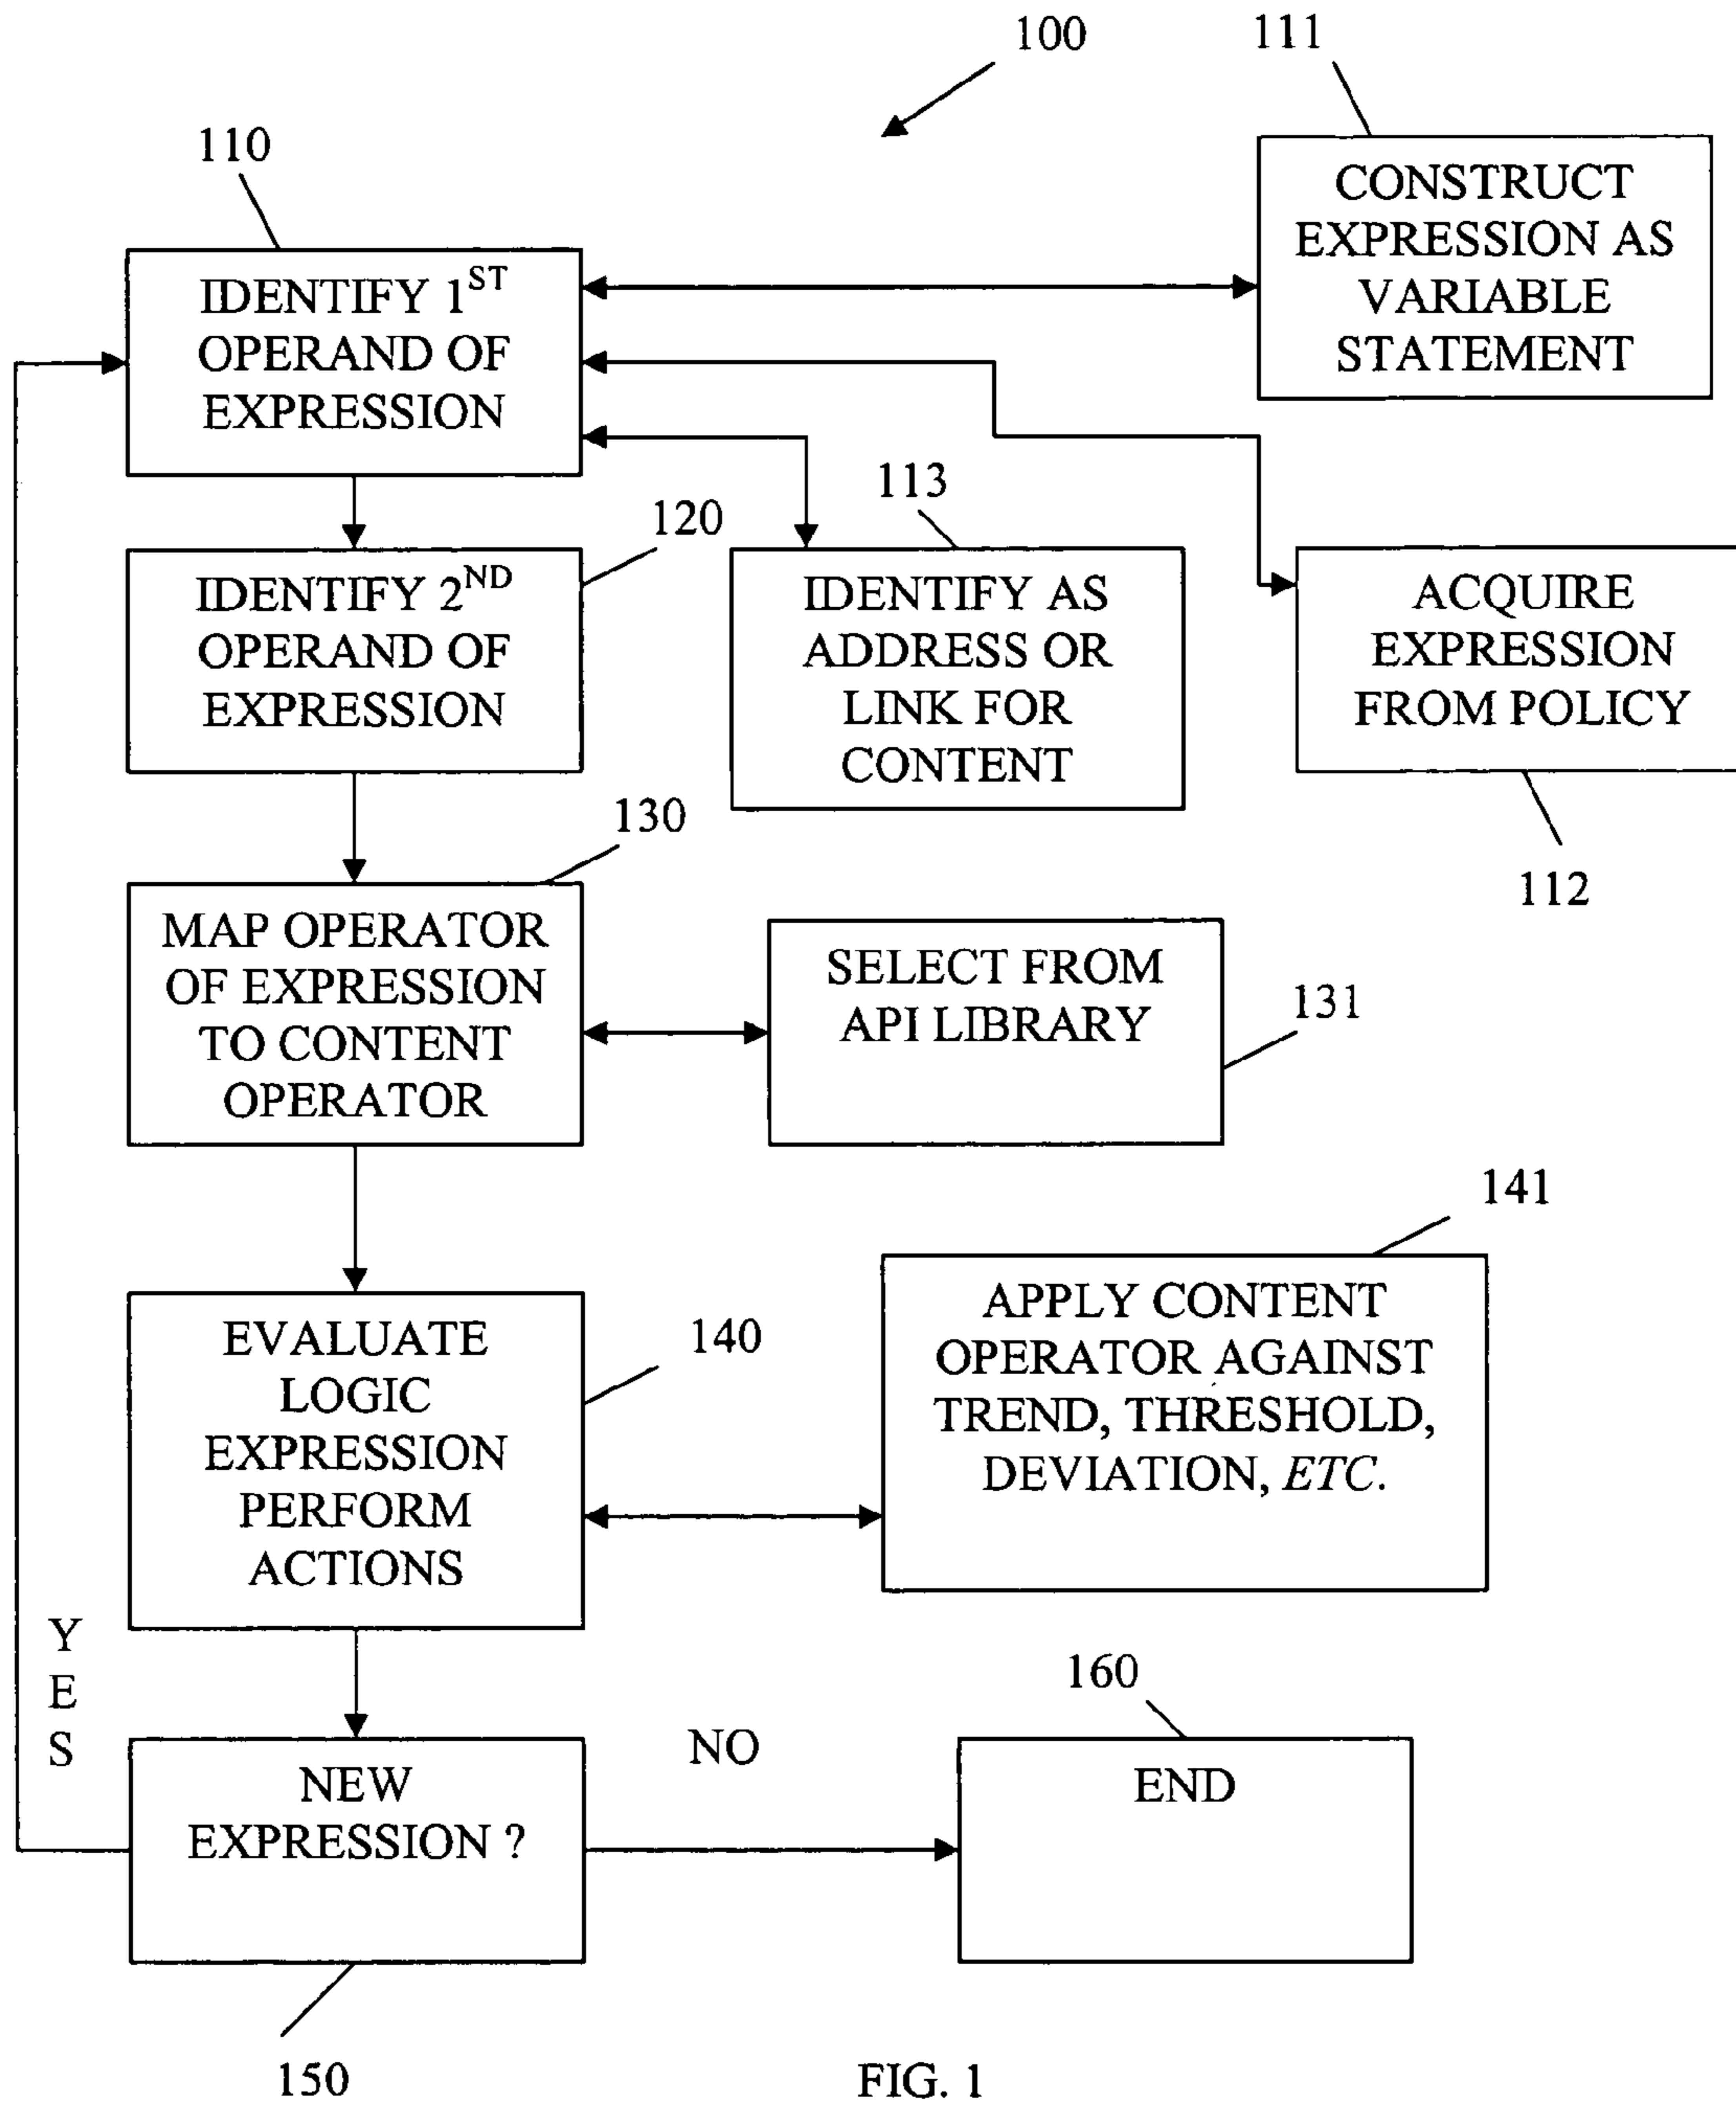 100
111
110
CONSTRUCT
EXPRESSION AS
VARIABLE
STATEMENT
IDENTIFY 1ST
OPERAND OF
EXPRESSION
113
120
IDENTIFY 2ND
OPERAND OF
EXPRESSION
IDENTIFY AS
ADDRESS OR
LINK FOR
CONTENT
ACQUIRE
EXPRESSION
FROM POLICY
112
130
MAP OPERATOR
OF EXPRESSION
TO CONTENT
OPERATOR
SELECT FROM
API LIBRARY
131
141
EVALUATE
LOGIC
EXPRESSION
PERFORM
ACTIONS
140
APPLY CONTENT
OPERATOR AGAINST
TREND, THRESHOLD,
DEVIATION, ETC.
Y
E
S
160
NO
NEW
EXPRESSION ?
END
150
FIG. 1